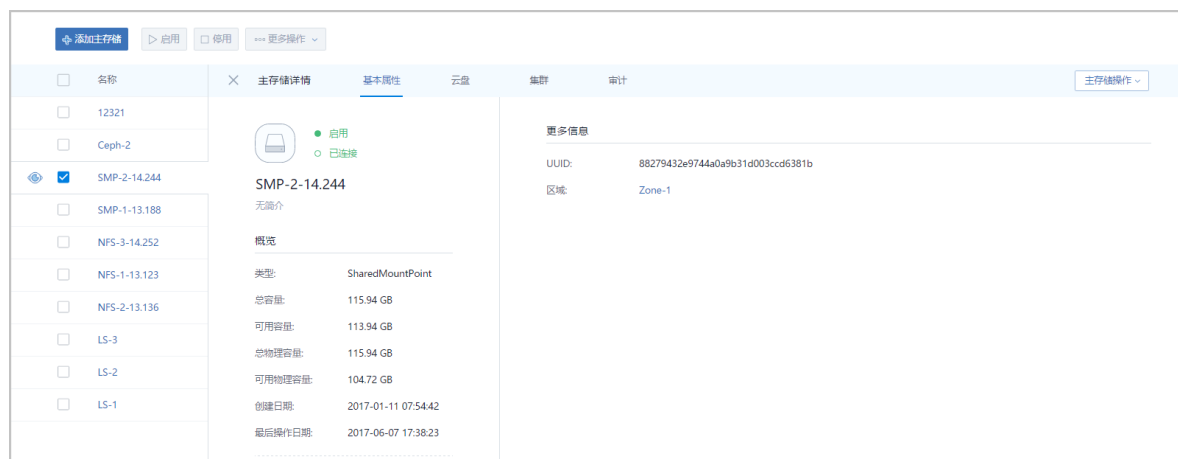 添加主存储 启用 停用 更多操作
名称 主存储详情 基本属性 云盘 集群 审计 主存储操作
12321
Ceph-2
SMP-2-14.244
SMP-1-13.188
NFS-3-14.252
NFS-1-13.123
NFS-2-13.136
LS-3
LS-2
LS-1
启用
已连接
SMP-2-14.244
无简介
概览
类型: SharedMountPoint
总容量: 115.94 GB
可用容量: 113.94 GB
总物理容量: 115.94 GB
可用物理容量: 104.72 GB
创建日期: 2017-01-11 07:54:42
最后操作日期: 2017-06-07 17:38:23
更多信息
UUID: 88279432e9744a0a9b31d003ccd6381b
区域: Zone-1